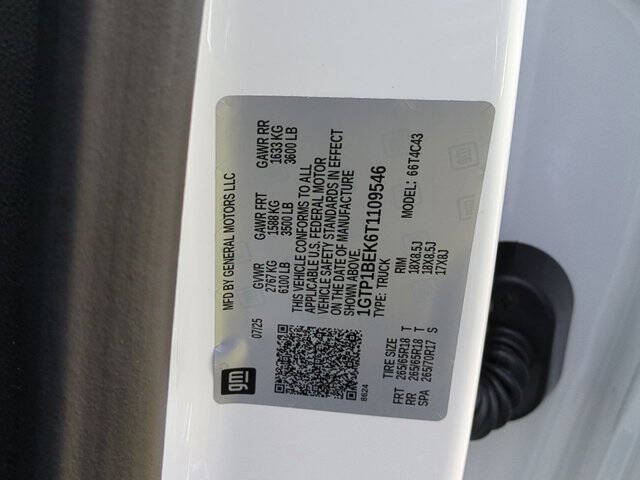 gm
MFD BY GENERAL MOTORS LLC
07/25
GVWR GAWR FRT GAWR RR
2767 KG 1588 KG 1633 KG
6100 LB 3500 LB 3600 LB
THIS VEHICLE CONFORMS TO ALL
APPLICABLE U.S. FEDERAL MOTOR
VEHICLE SAFETY STANDARDS IN EFFECT
ON THE DATE OF MANUFACTURE
SHOWN ABOVE
1GTP1BEK6T1109546
TYPE: TRUCK 66T4C43
8624
TIRE SIZE RIM
FRT 265/65R18 T 18X8.5J
RR 265/65R18 T 18X8.5J
SPA 265/70R17 S 17X8J